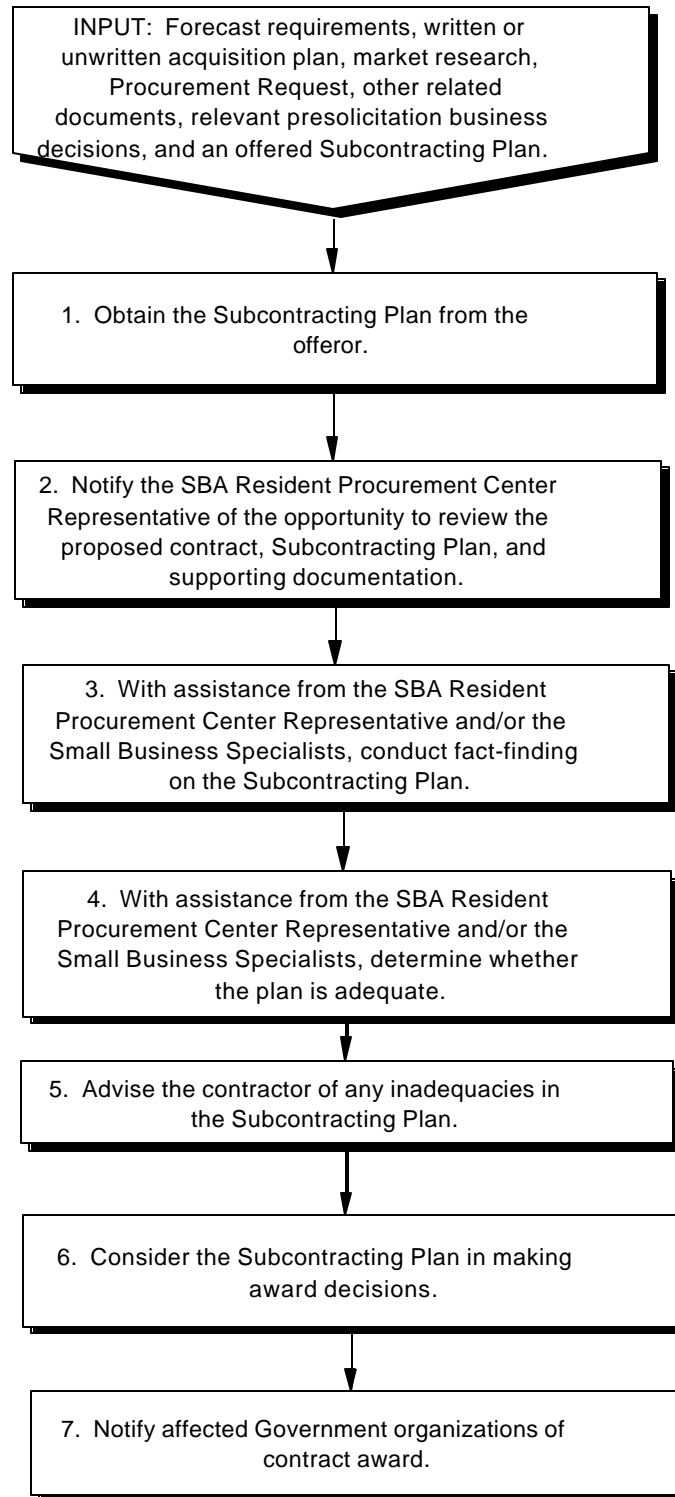 INPUT:  Forecast requirements, written or
unwritten acquisition plan, market research,
Procurement Request, other related
documents, relevant presolicitation business
decisions, and an offered Subcontracting Plan.
1.  Obtain the Subcontracting Plan from the
offeror.
2.  Notify the SBA Resident Procurement Center
Representative of the opportunity to review the
proposed contract, Subcontracting Plan, and
supporting documentation.
3.  With assistance from the SBA Resident
Procurement Center Representative and/or the
Small Business Specialists, conduct fact-finding
on the Subcontracting Plan.
4.  With assistance from the SBA Resident
Procurement Center Representative and/or the
Small Business Specialists, determine whether
the plan is adequate.
5.  Advise the contractor of any inadequacies in
the Subcontracting Plan.
6.  Consider the Subcontracting Plan in making
award decisions.
7.  Notify affected Government organizations of
contract award.